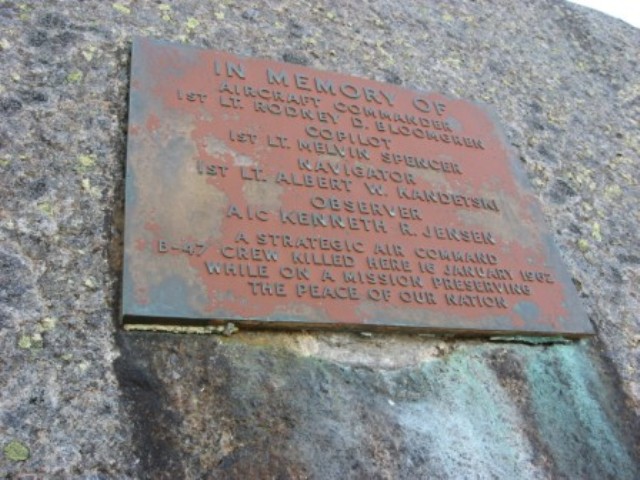 IN MEMORY OF
AIRCRAFT COMMANDER
1ST LT. RODNEY D. BLOOMGREN
COPILOT
1ST LT. MELVIN SPENCER
NAVIGATOR
1ST LT. ALBERT W. KANDETSKI
OBSERVER
A1C KENNETH R. JENSEN
A STRATEGIC AIR COMMAND
B-47 CREW KILLED HERE 16 JANUARY 1962
WHILE ON A MISSION PRESERVING
THE PEACE OF OUR NATION